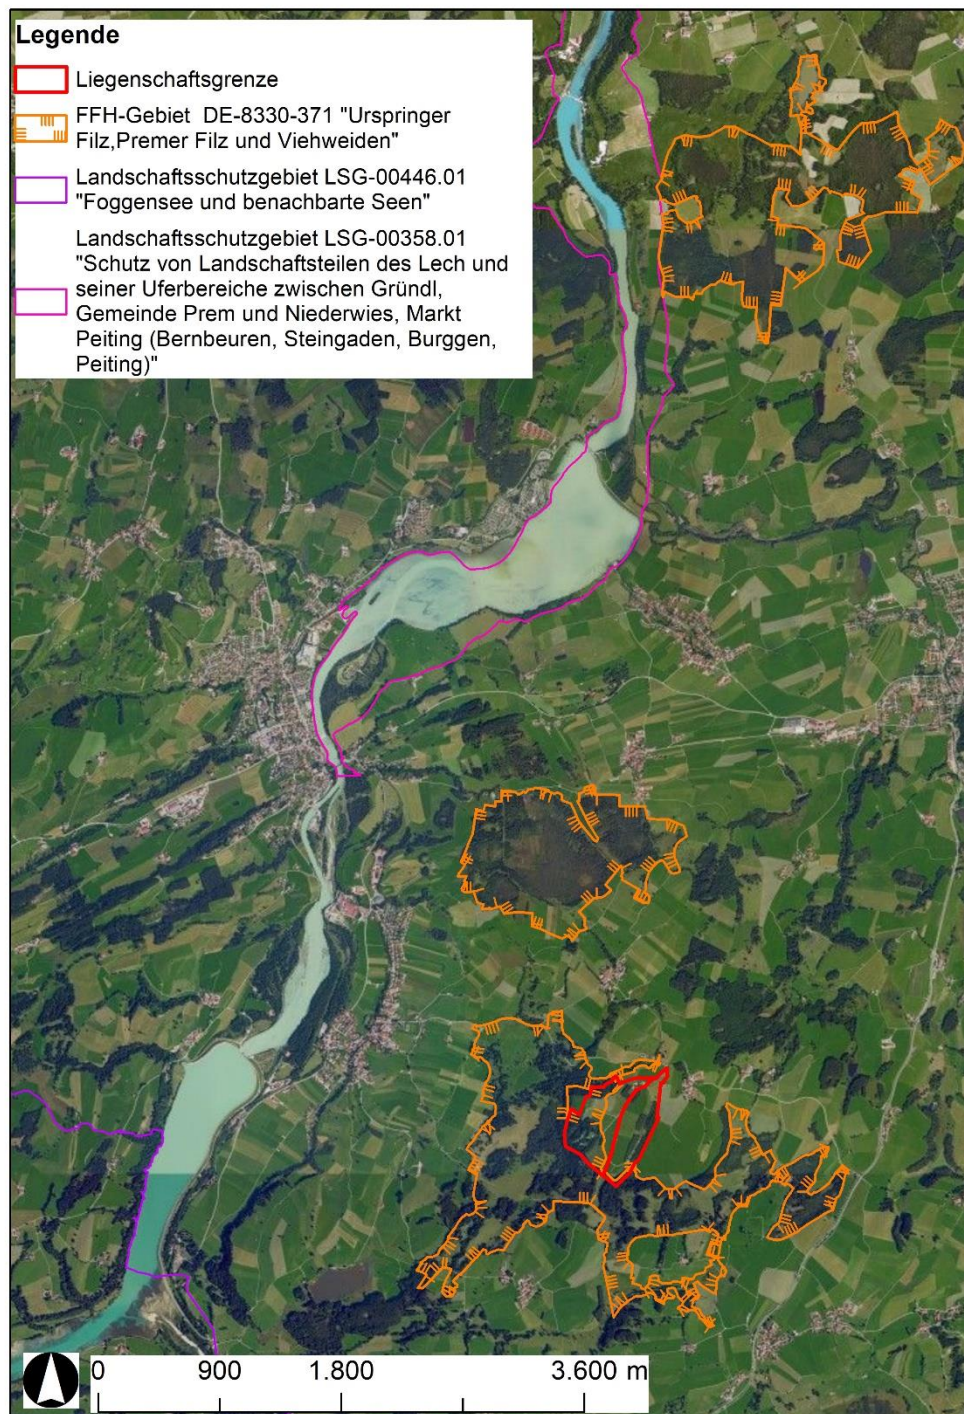 Legende
Liegenschaftsgrenze
FFH-Gebiet DE-8330-371 "Urspringer
Filz,Premer Filz und Viehweiden"
Landschaftsschutzgebiet LSG-00446.01
"Foggensee und benachbarte Seen"
Landschaftsschutzgebiet LSG-00358.01
"Schutz von Landschaftsteilen des Lech und
seiner Uferbereiche zwischen Gründl,
Gemeinde Prem und Niederwies, Markt
Peiting (Bernbeuren, Steingaden, Burggen,
Peiting)"
0 900 1.800 3.600 m